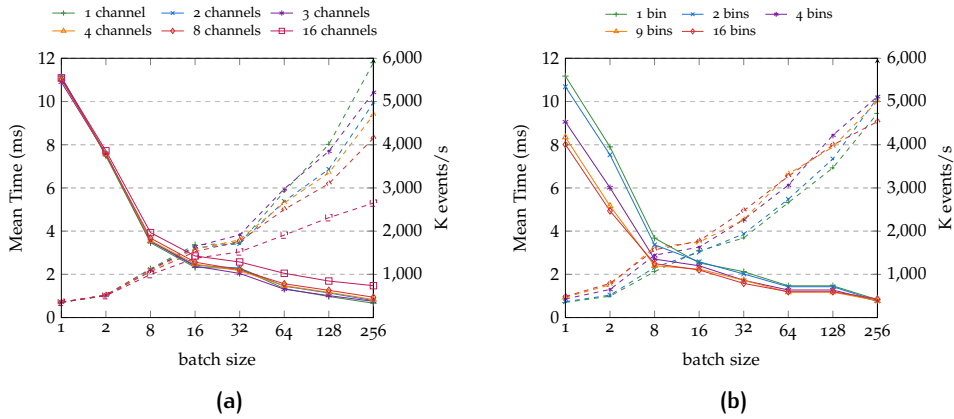 1 channel 2 channels 3 channels
4 channels 8 channels 16 channels
12
10
8
6
4
2
0
Mean Time (ms)
6,000
5,000
4,000
3,000
2,000
1,000
K events/s
1 2 8 16 32 64 128 256
batch size
(a)
1 bin 2 bins 4 bins
9 bins 16 bins
12
10
8
6
4
2
0
Mean Time (ms)
6,000
5,000
4,000
3,000
2,000
1,000
K events/s
1 2 8 16 32 64 128 256
batch size
(b)